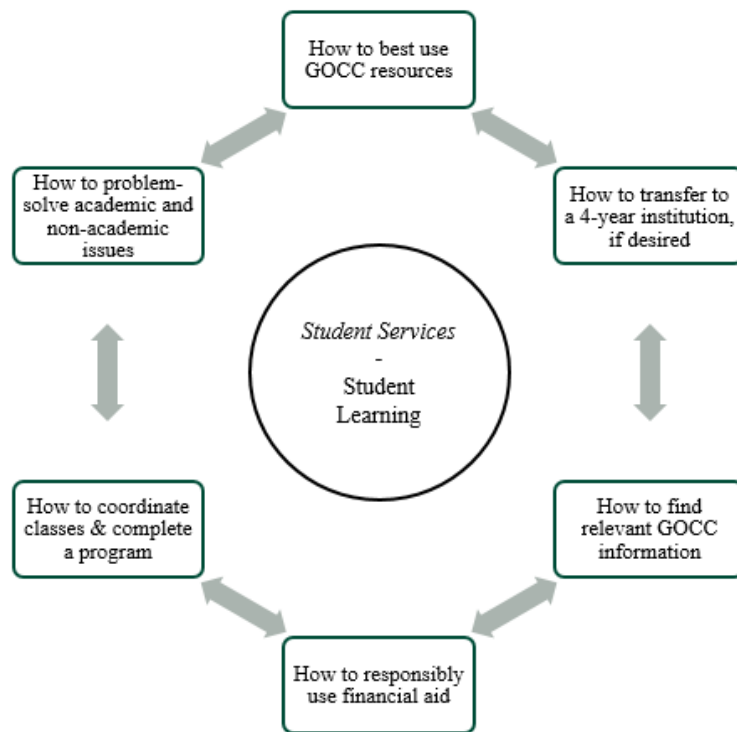 How to best use
GOCC resources
How to problem-
solve academic and
non-academic
issues
How to transfer to
a 4-year institution,
if desired
Student Services
-
Student
Learning
How to coordinate
classes & complete
a program
How to find
relevant GOCC
information
How to responsibly
use financial aid